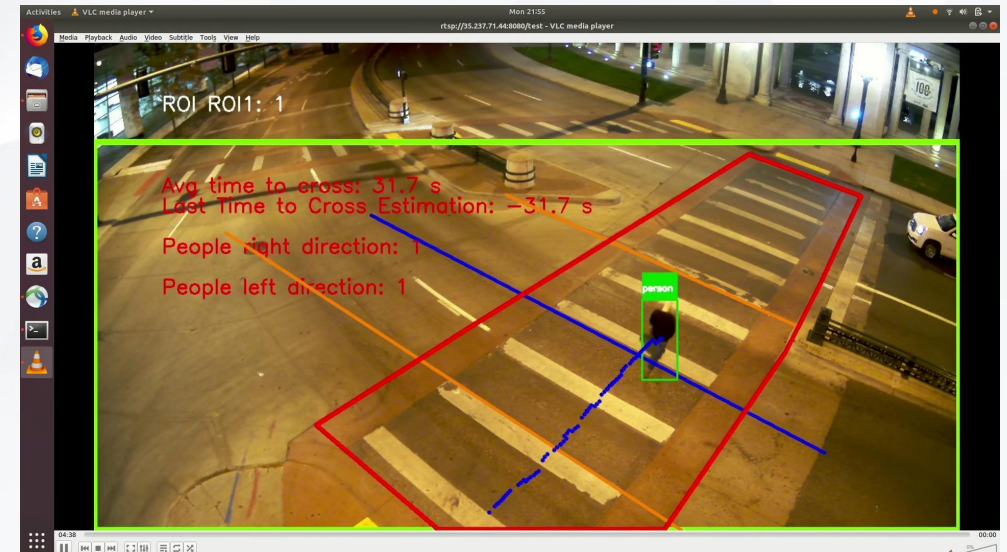 Activities VLC media player Mon 21:55
rtsp://35.237.71.44:8080/test - VLC media player
Media Playback Audio Video Subtitle Tools View Help
ROI ROI1: 1
100
Avg time to cross: 31.7 s
Last Time to Cross Estimation: -31.7 s
People right direction: 1
People left direction: 1
person
04:38 00:00
0%